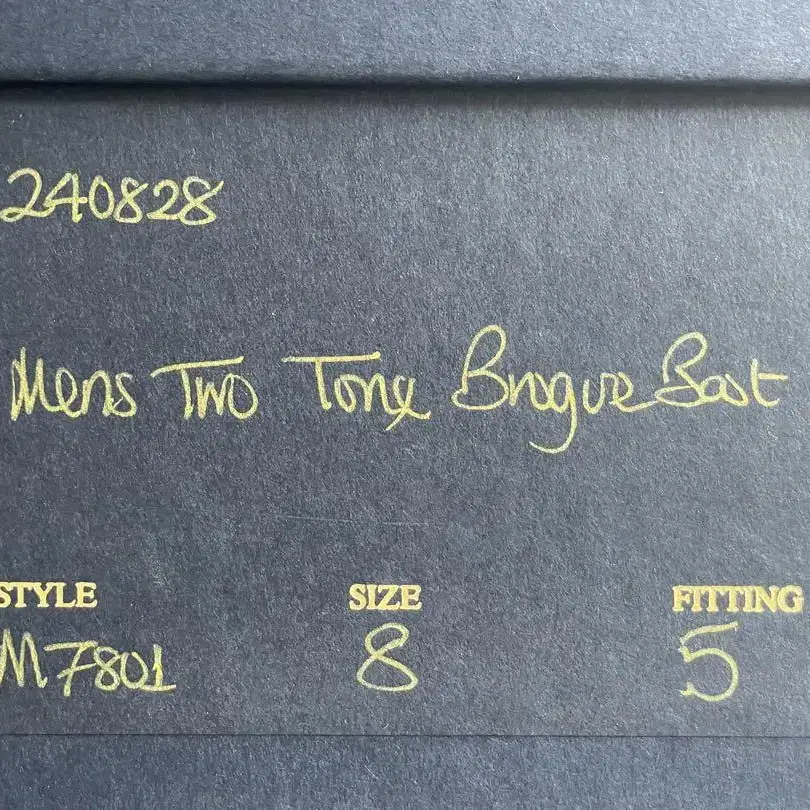 240828
Mens Two Tone Brogue Boot
STYLE SIZE FITTING
M7801 8 5